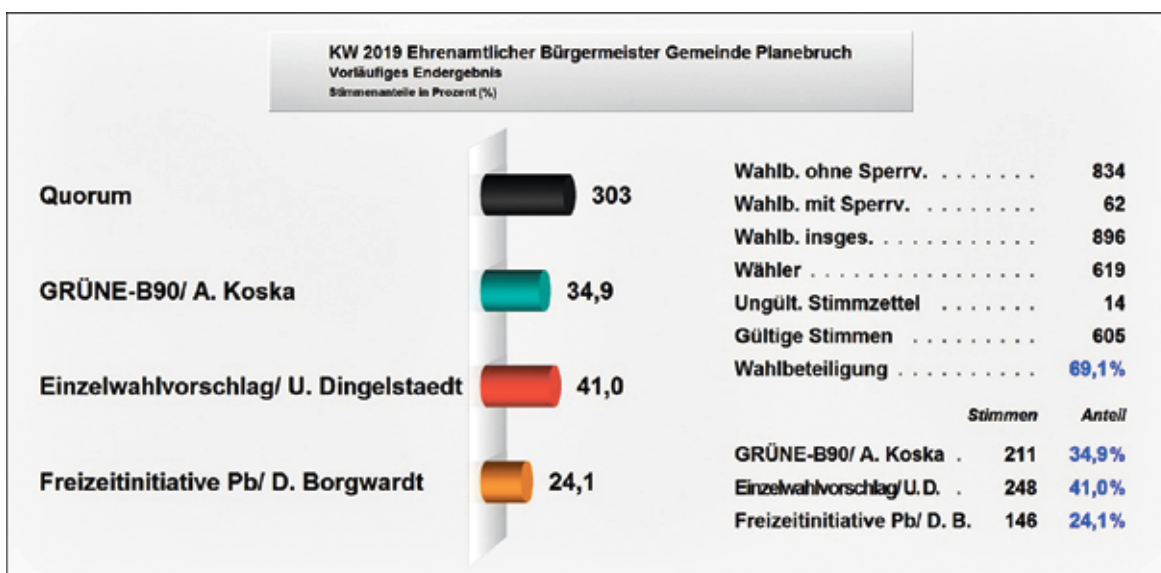 KW 2019 Ehrenamtlicher Bürgermeister Gemeinde Planebruch
Vorläufiges Endergebnis
Stimmenanteile in Prozent (%)
Quorum 303
GRÜNE-B90/ A. Koska 34,9
Einzelwahlvorschlag/ U. Dingelstaedt 41,0
Freizeitinitiative Pb/ D. Borgwardt 24,1
Wahlb. ohne Sperrv. . . . . . . . 834
Wahlb. mit Sperrv. . . . . . . . . 62
Wahlb. insges. . . . . . . . . . . . . 896
Wähler . . . . . . . . . . . . . . . . 619
Ungült. Stimmzettel . . . . . . . 14
Gültige Stimmen . . . . . . . . . 605
Wahlbeteiligung . . . . . . . . . . 69,1%
Stimmen Anteil
GRÜNE-B90/ A. Koska . 211 34,9%
Einzelwahlvorschlag/ U.D. . 248 41,0%
Freizeitinitiative Pb/ D. B. 146 24,1%